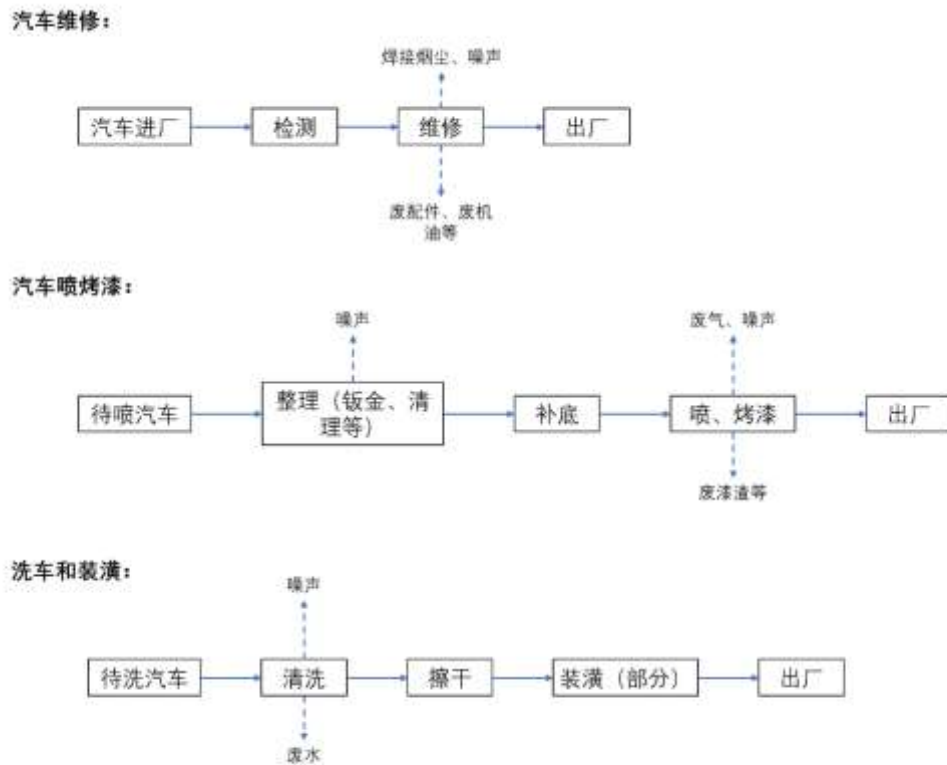 汽车维修：
焊接烟尘、噪声
汽车进厂
检测
维修
出厂
废配件、废机
油等
汽车喷烤漆：
噪声
废气、噪声
待喷汽车
整理（钣金、清
理等）
补底
喷、烤漆
出厂
废漆渣等
洗车和装潢：
噪声
待洗汽车
清洗
擦干
装潢（部分）
出厂
废水